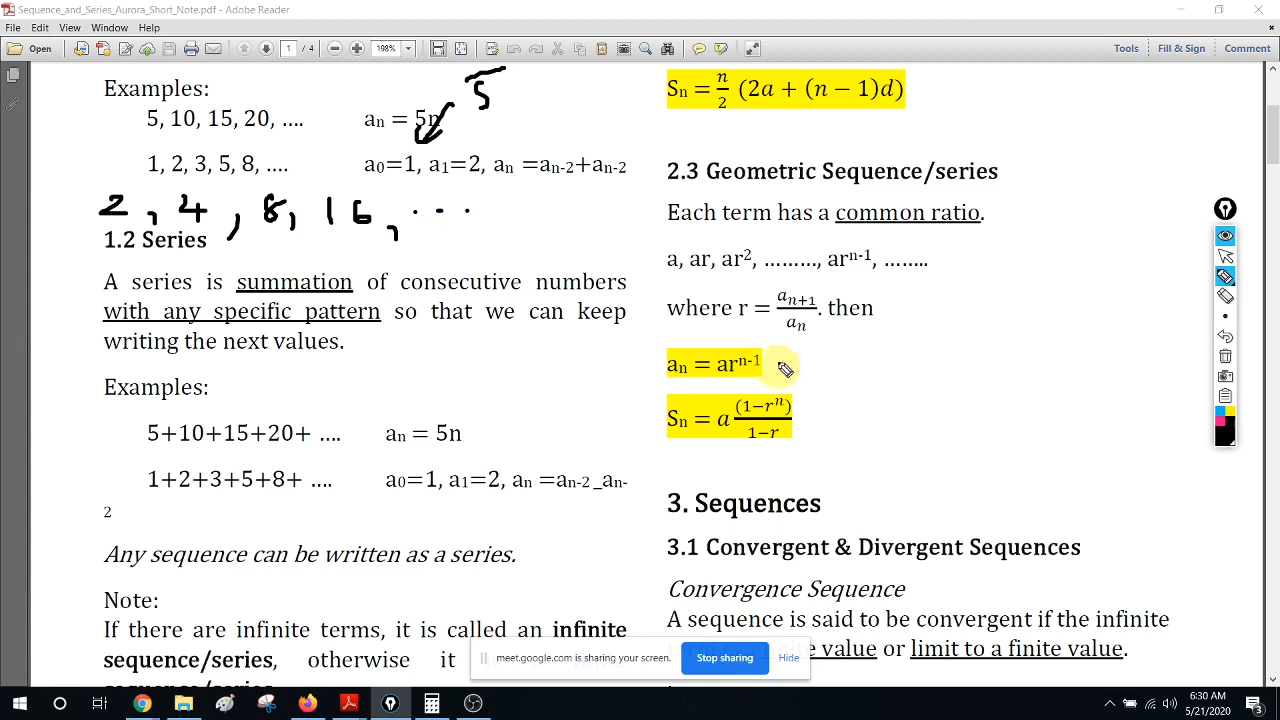 Sequence_and_Series_Aurora_Short_Note.pdf - Adobe Reader
File Edit View Window Help
Open 1 / 4 198% Tools Fill & Sign Comment
Examples:
5
5, 10, 15, 20, .... an = 5n
1, 2, 3, 5, 8, .... a0=1, a1=2, an =an-2+an-2
2, 4, 8, 16, ...
1.2 Series
A series is summation of consecutive numbers
with any specific pattern so that we can keep
writing the next values.
Examples:
5+10+15+20+ .... an = 5n
1+2+3+5+8+ .... a0=1, a1=2, an =an-2 _an-
2
Any sequence can be written as a series.
Note:
If there are infinite terms, it is called an infinite
sequence/series, otherwise it
Sn = n/2 (2a + (n − 1)d)
2.3 Geometric Sequence/series
Each term has a common ratio.
a, ar, ar², ………, arⁿ⁻¹, ……..
where r = an+1/an. then
an = arⁿ⁻¹
Sn = a (1−rⁿ)/1−r
3. Sequences
3.1 Convergent & Divergent Sequences
Convergence Sequence
A sequence is said to be convergent if the infinite
value or limit to a finite value.
meet.google.com is sharing your screen. Stop sharing Hide
6:30 AM
5/21/2020
3